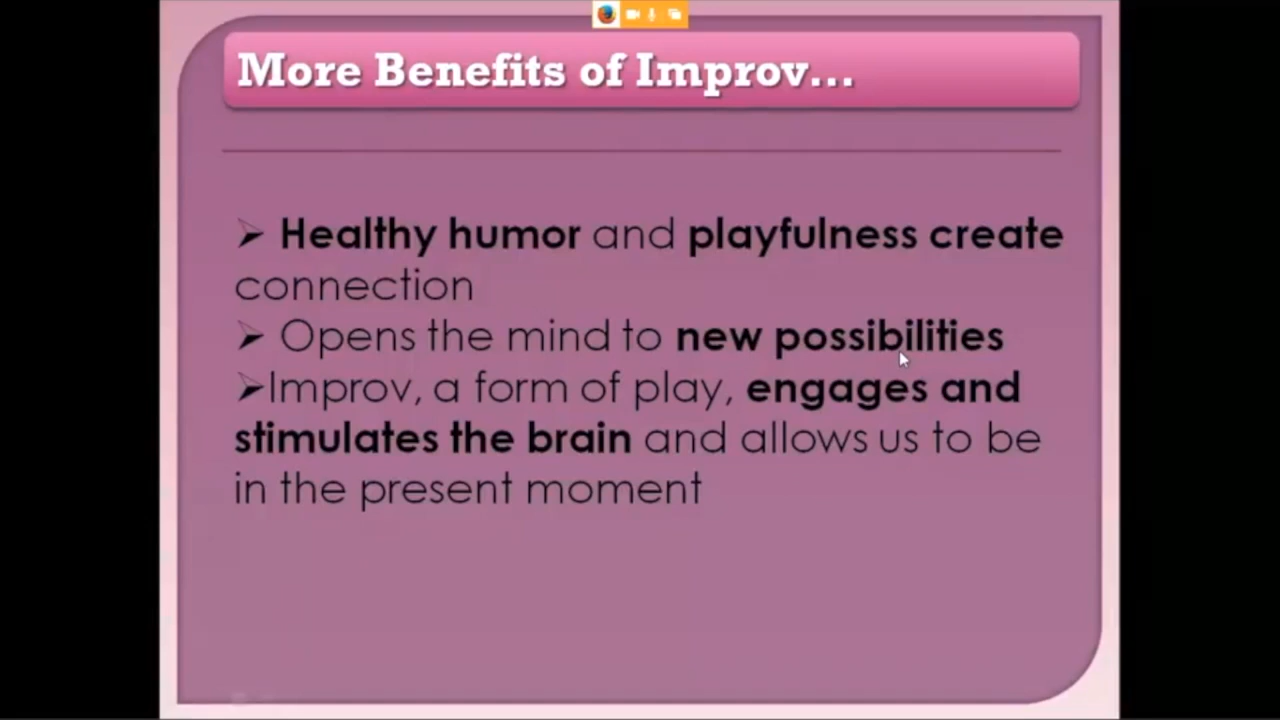 More Benefits of Improv...
➢ Healthy humor and playfulness create
connection
➢ Opens the mind to new possibilities
➢Improv, a form of play, engages and
stimulates the brain and allows us to be
in the present moment